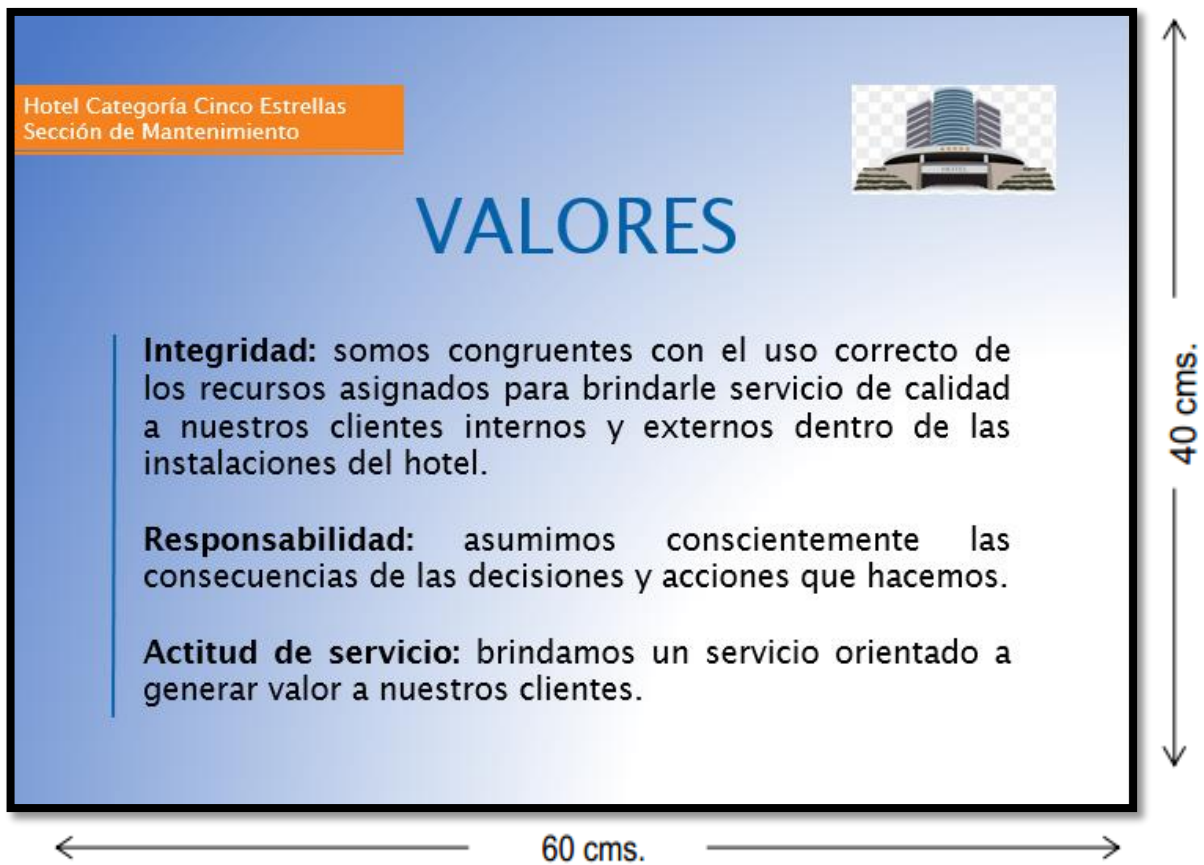 Hotel Categoría Cinco Estrellas
Sección de Mantenimiento
HOTEL
VALORES
Integridad: somos congruentes con el uso correcto de
los recursos asignados para brindarle servicio de calidad
a nuestros clientes internos y externos dentro de las
instalaciones del hotel.
Responsabilidad: asumimos conscientemente las
consecuencias de las decisiones y acciones que hacemos.
Actitud de servicio: brindamos un servicio orientado a
generar valor a nuestros clientes.
40 cms.
60 cms.